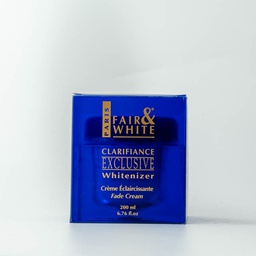 PARIS
FAIR&
WHITE
CLARIFIANCE
EXCLUSIVE
Whitenizer
Crème Éclaircissante
Fade Cream
200 ml
6.76 fl.oz